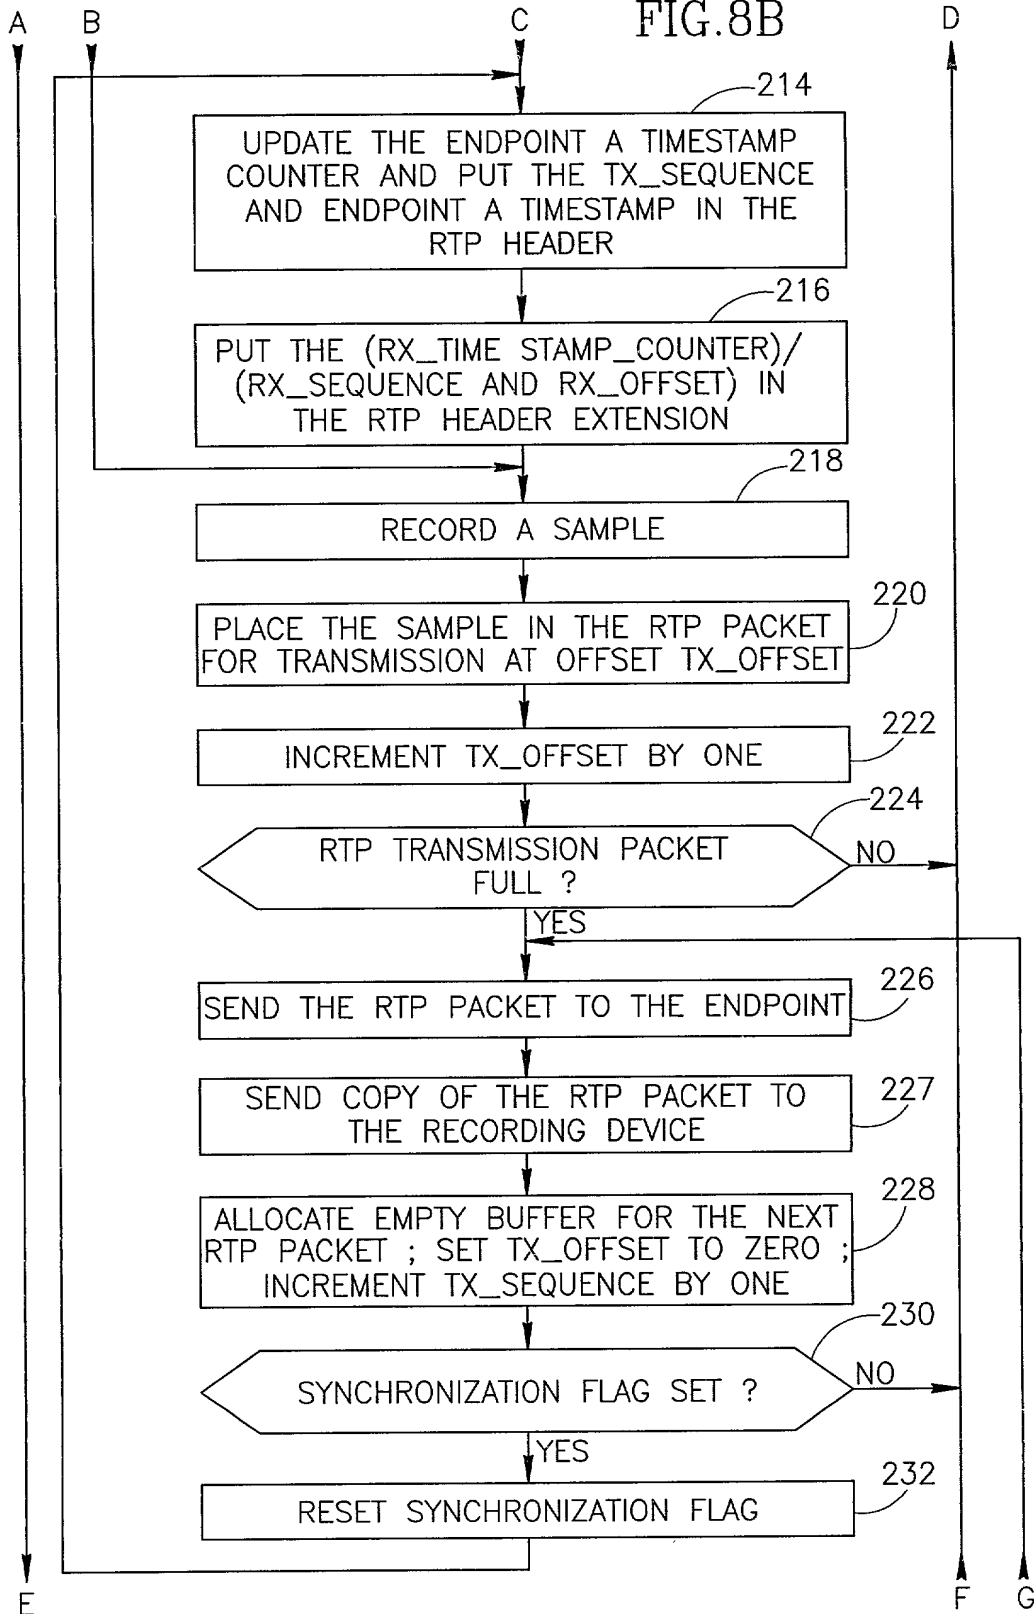 A
B
C
FIG.8B
D
214
UPDATE THE ENDPOINT A TIMESTAMP
COUNTER AND PUT THE TX_SEQUENCE
AND ENDPOINT A TIMESTAMP IN THE
RTP HEADER
216
PUT THE (RX_TIME STAMP_COUNTER)/
(RX_SEQUENCE AND RX_OFFSET) IN
THE RTP HEADER EXTENSION
218
RECORD A SAMPLE
220
PLACE THE SAMPLE IN THE RTP PACKET
FOR TRANSMISSION AT OFFSET TX_OFFSET
222
INCREMENT TX_OFFSET BY ONE
224
RTP TRANSMISSION PACKET
FULL ?
NO
YES
226
SEND THE RTP PACKET TO THE ENDPOINT
227
SEND COPY OF THE RTP PACKET TO
THE RECORDING DEVICE
228
ALLOCATE EMPTY BUFFER FOR THE NEXT
RTP PACKET ; SET TX_OFFSET TO ZERO ;
INCREMENT TX_SEQUENCE BY ONE
230
SYNCHRONIZATION FLAG SET ?
NO
YES
232
RESET SYNCHRONIZATION FLAG
E
F
G